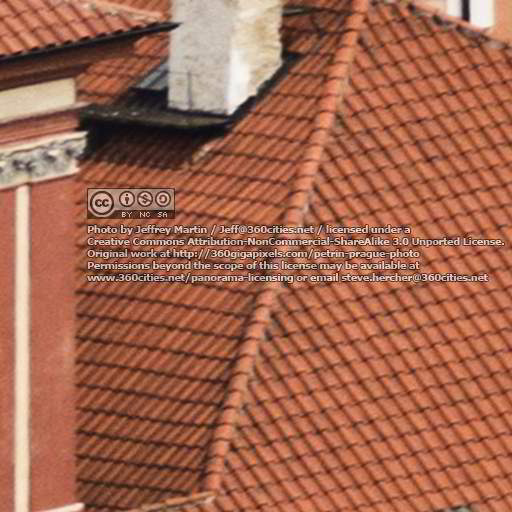 cc
BY NC SA
Photo by Jeffrey Martin / Jeff@360cities.net / licensed under a
Creative Commons Attribution-NonCommercial-ShareAlike 3.0 Unported License.
Original work at http://360gigapixels.com/petrin-prague-photo
Permissions beyond the scope of this license may be available at
www.360cities.net/panorama-licensing or email steve.hercher@360cities.net